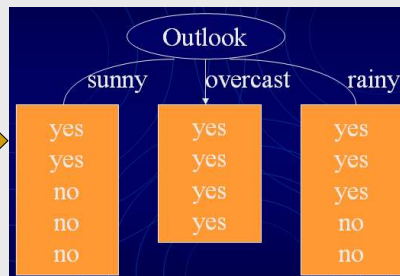 Outlook
sunny
overcast
rainy
yes
yes
no
no
no
yes
yes
yes
yes
yes
yes
yes
no
no